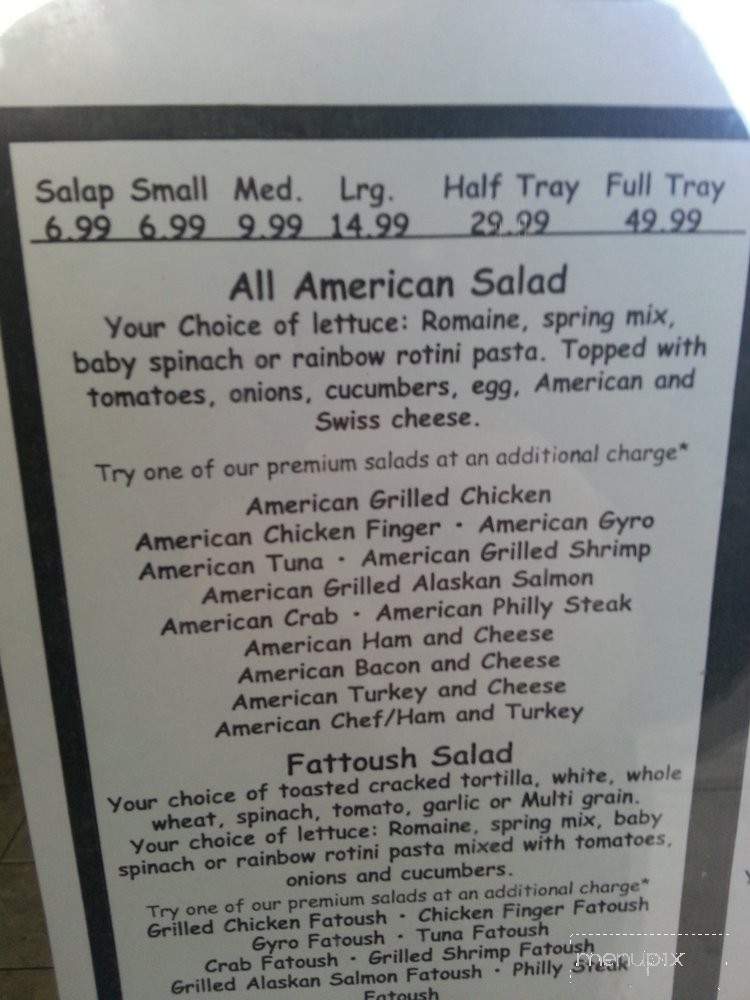 Salap Small Med. Lrg. Half Tray Full Tray
6.99 6.99 9.99 14.99 29.99 49.99
All American Salad
Your Choice of lettuce: Romaine, spring mix,
baby spinach or rainbow rotini pasta. Topped with
tomatoes, onions, cucumbers, egg, American and
Swiss cheese.
Try one of our premium salads at an additional charge*
American Grilled Chicken
American Chicken Finger · American Gyro
American Tuna · American Grilled Shrimp
American Grilled Alaskan Salmon
American Crab · American Philly Steak
American Ham and Cheese
American Bacon and Cheese
American Turkey and Cheese
American Chef/Ham and Turkey
Fattoush Salad
Your choice of toasted cracked tortilla, white, whole
wheat, spinach, tomato, garlic or Multi grain.
Your choice of lettuce: Romaine, spring mix, baby
spinach or rainbow rotini pasta mixed with tomatoes,
onions and cucumbers.
Try one of our premium salads at an additional charge*
Grilled Chicken Fatoush · Chicken Finger Fatoush
Gyro Fatoush · Tuna Fatoush
Crab Fatoush · Grilled Shrimp Fatoush
Grilled Alaskan Salmon Fatoush · Philly Steak
Fatoush
menupix